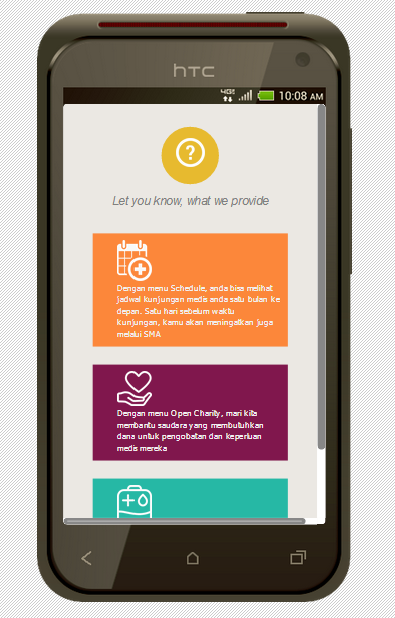 hTC
4G
10:08 AM
?
Let you know, what we provide
Dengan menu Schedule, anda bisa melihat
jadwal kunjungan medis anda satu bulan ke
depan. Satu hari sebelum waktu
kunjungan, kamu akan meningatkan juga
melalui SMA
Dengan menu Open Charity, mari kita
membantu saudara yang membutuhkan
dana untuk pengobatan dan keperluan
medis mereka